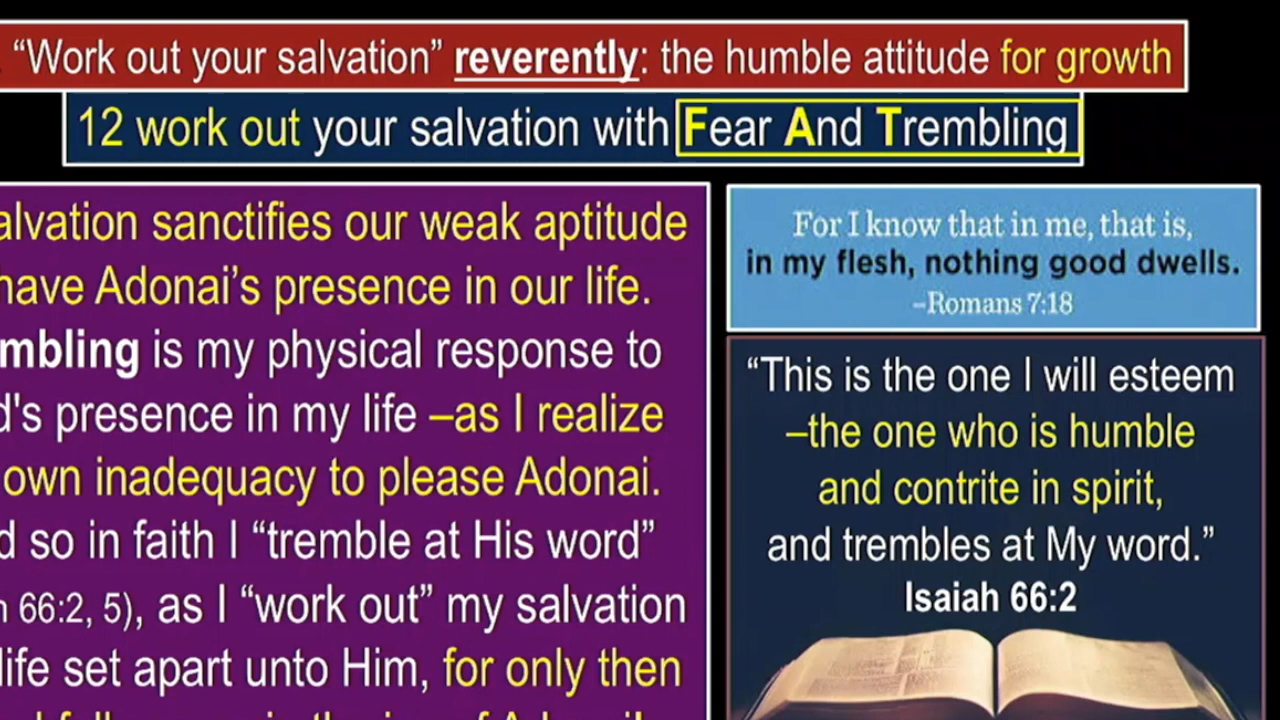 “Work out your salvation” reverently: the humble attitude for growth
12 work out your salvation with Fear And Trembling
alvation sanctifies our weak aptitude
have Adonai’s presence in our life.
mbling is my physical response to
d's presence in my life –as I realize
own inadequacy to please Adonai.
d so in faith I “tremble at His word”
66:2, 5), as I “work out” my salvation
life set apart unto Him, for only then
For I know that in me, that is,
in my flesh, nothing good dwells.
–Romans 7:18
“This is the one I will esteem
–the one who is humble
and contrite in spirit,
and trembles at My word.”
Isaiah 66:2